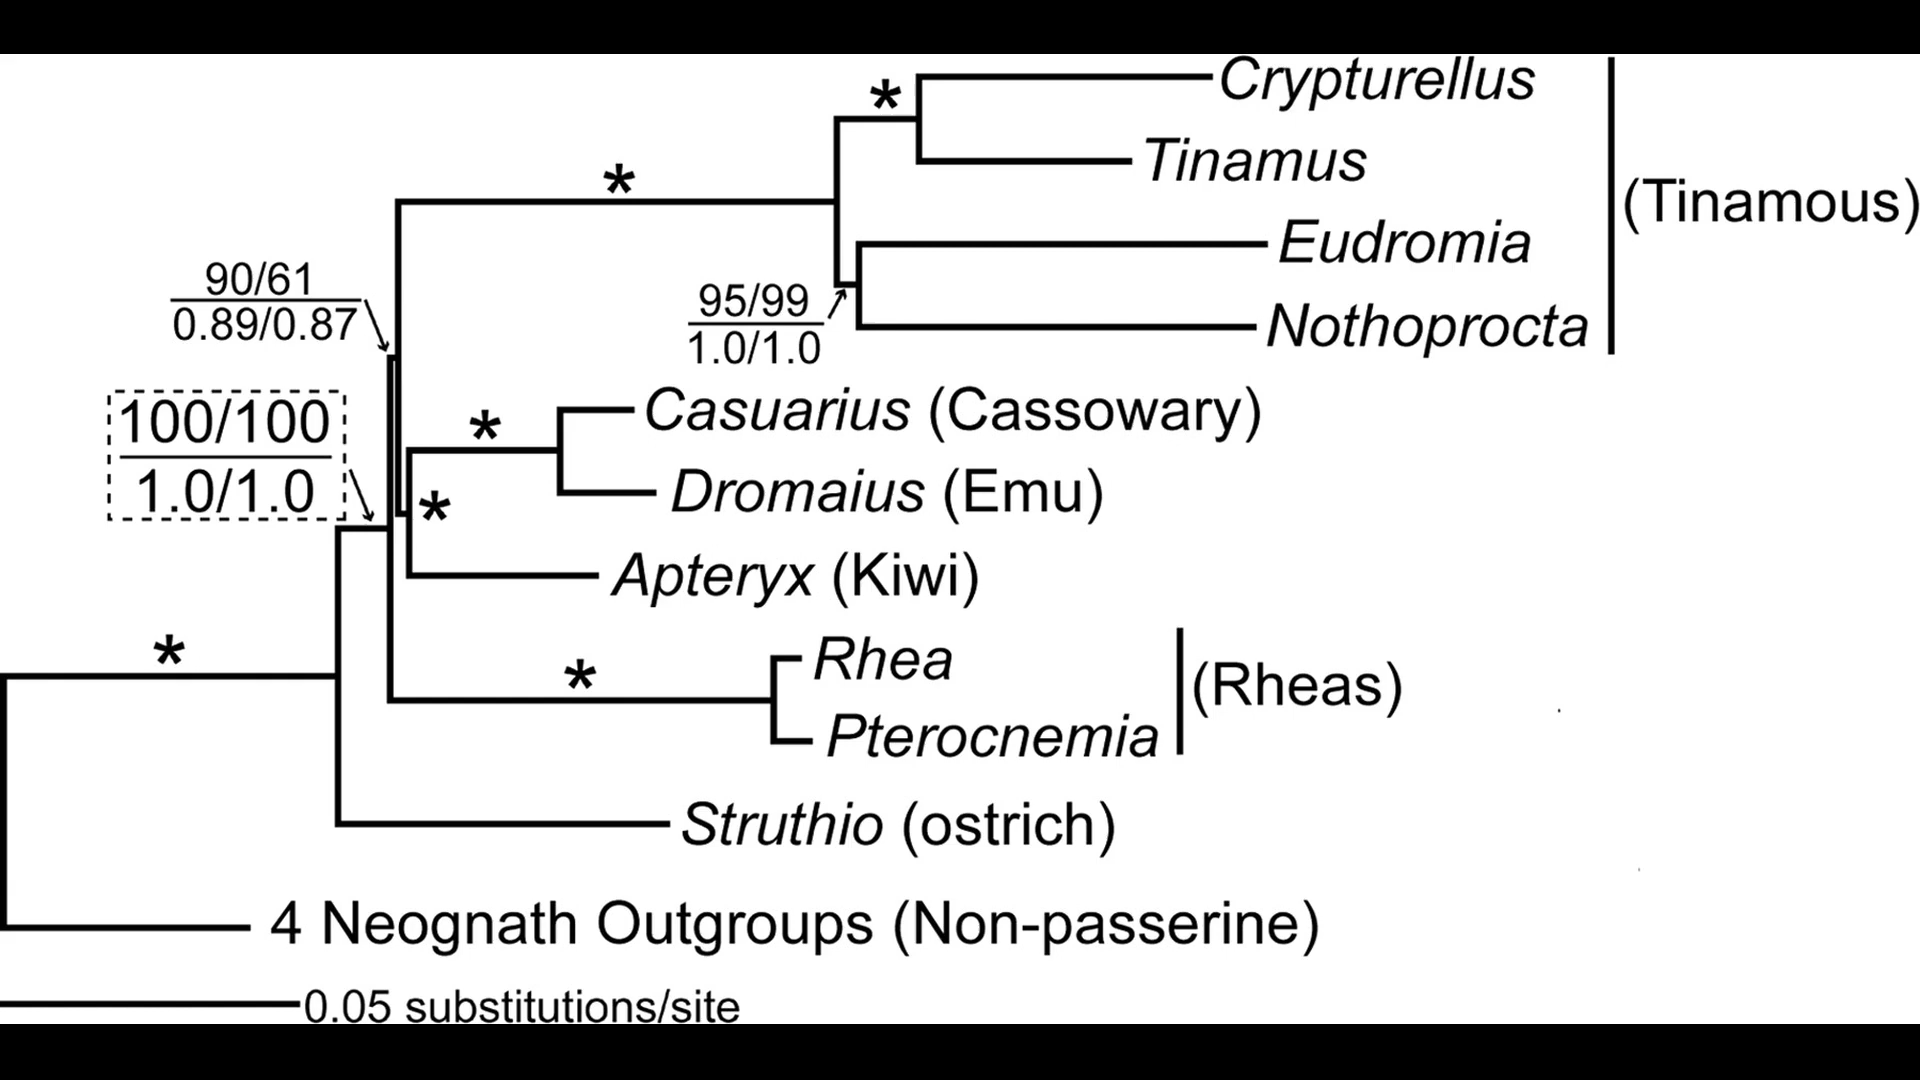 Crypturellus
*
Tinamus
*
(Tinamous)
Eudromia
90/61
0.89/0.87
95/99
1.0/1.0
Nothoprocta
Casuarius (Cassowary)
*
100/100
1.0/1.0
Dromaius (Emu)
*
Apteryx (Kiwi)
*
Rhea
*
(Rheas)
Pterocnemia
Struthio (ostrich)
4 Neognath Outgroups (Non-passerine)
0.05 substitutions/site